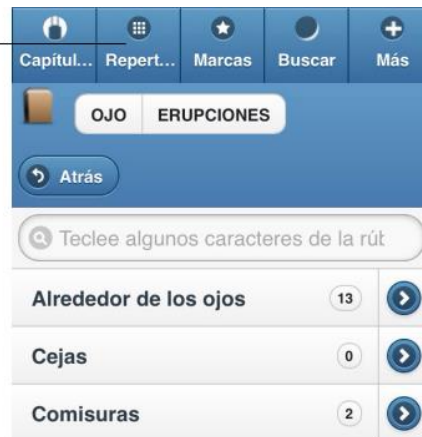 Capítul... Repert... Marcas Buscar Más
OJO ERUPCIONES
Atrás
Teclee algunos caracteres de la rúb
Alrededor de los ojos 13
Cejas 0
Comisuras 2